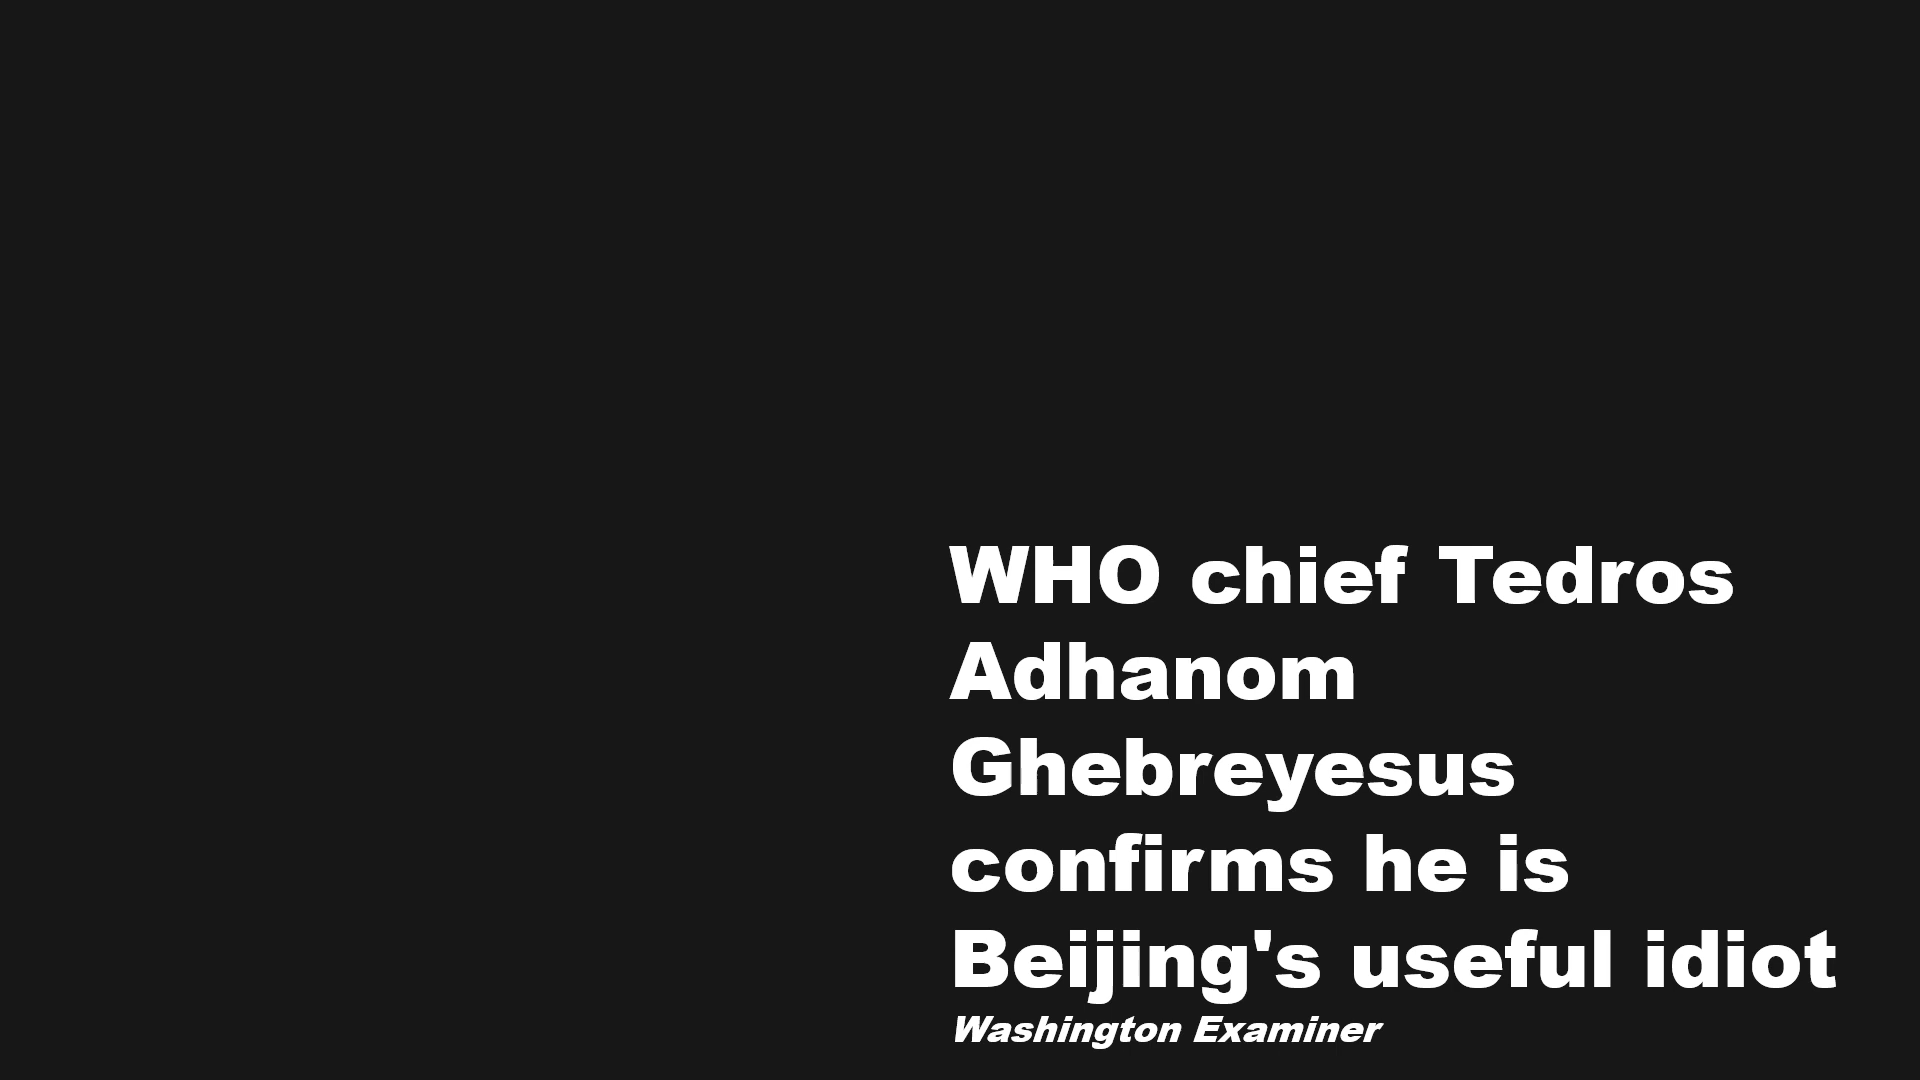 WHO chief Tedros
Adhanom
Ghebreyesus
confirms he is
Beijing's useful idiot
Washington Examiner